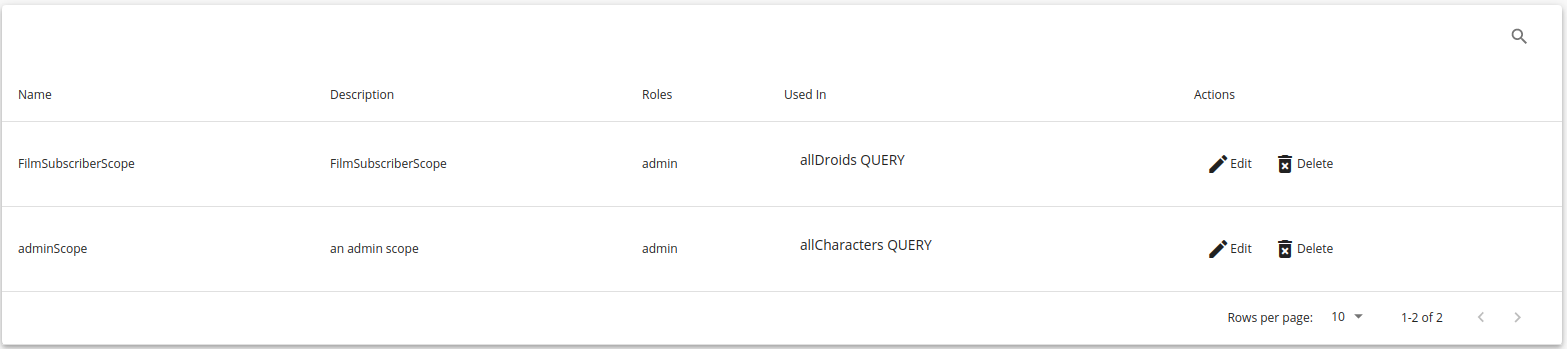 Name Description Roles Used In Actions
FilmSubscriberScope FilmSubscriberScope admin allDroids QUERY Edit Delete
adminScope an admin scope admin allCharacters QUERY Edit Delete
Rows per page: 10 1-2 of 2